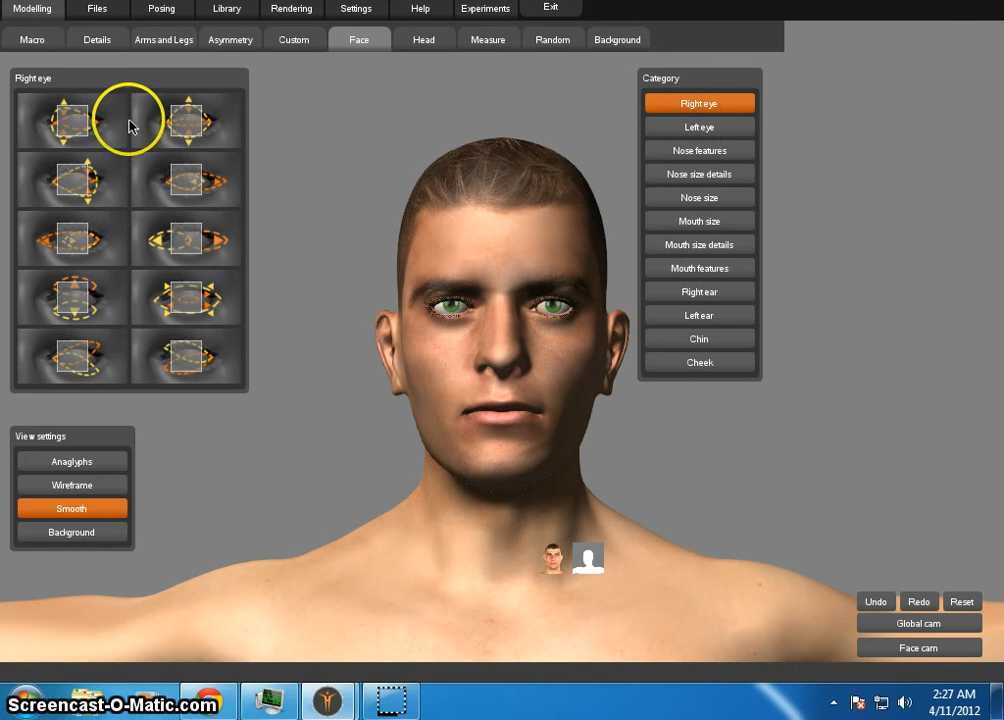 Modelling Files Posing Library Rendering Settings Help Experiments Exit
Macro Details Arms and Legs Asymmetry Custom Face Head Measure Random Background
Right eye
Category
Right eye
Left eye
Nose features
Nose size details
Nose size
Mouth size
Mouth size details
Mouth features
Right ear
Left ear
Chin
Cheek
View settings
Anaglyphs
Wireframe
Smooth
Background
Undo Redo Reset
Global cam
Face cam
Screencast-O-Matic.com
2:27 AM
4/11/2012